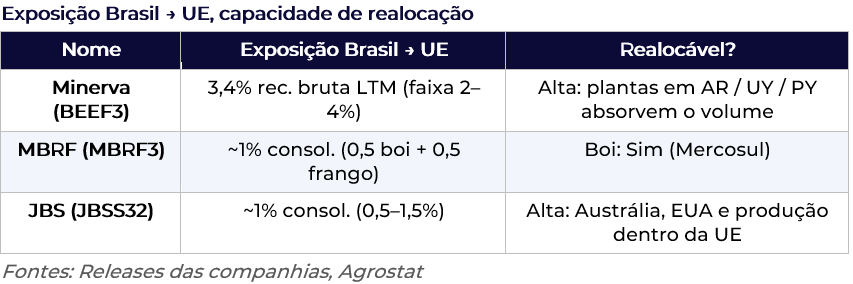 Exposição Brasil → UE, capacidade de realocação
Nome Exposição Brasil → UE Realocável?
Minerva (BEEF3) 3,4% rec. bruta LTM (faixa 2–4%) Alta: plantas em AR / UY / PY absorvem o volume
MBRF (MBRF3) ~1% consol. (0,5 boi + 0,5 frango) Boi: Sim (Mercosul)
JBS (JBSS32) ~1% consol. (0,5–1,5%) Alta: Austrália, EUA e produção dentro da UE
Fontes: Releases das companhias, Agrostat